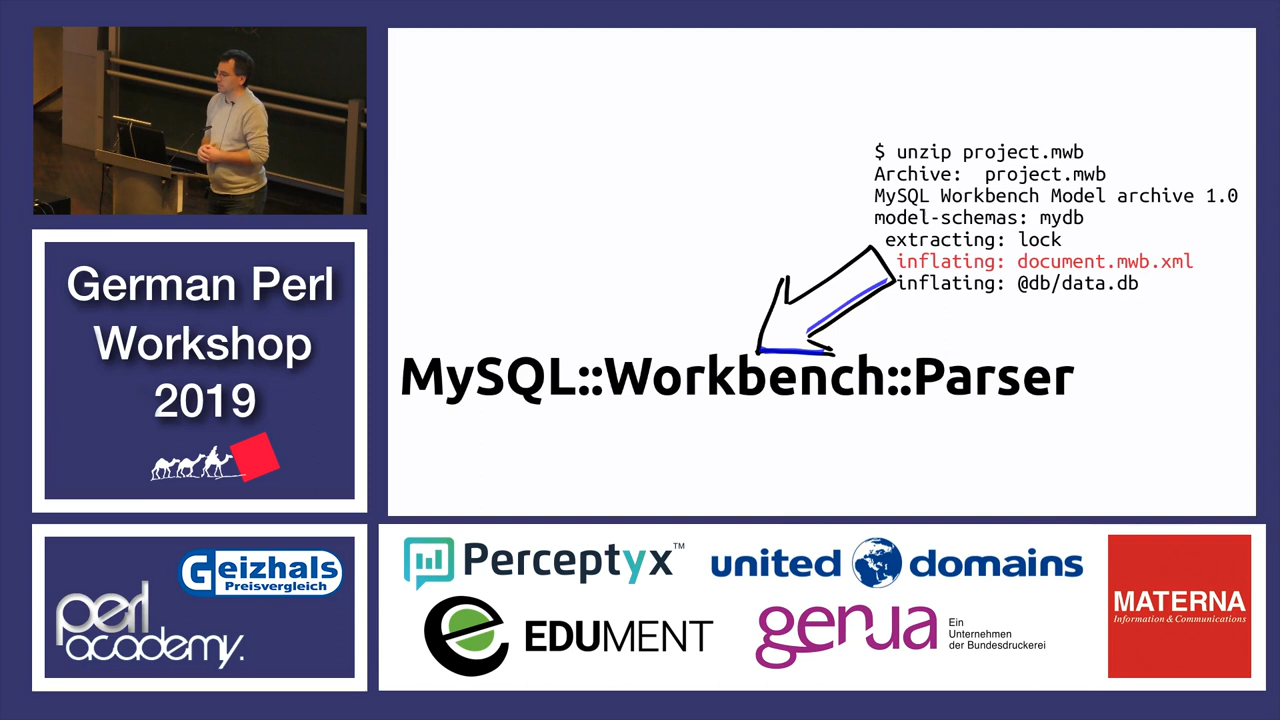 $ unzip project.mwb
Archive:  project.mwb
MySQL Workbench Model archive 1.0
model-schemas: mydb
extracting: lock
inflating: document.mwb.xml
inflating: @db/data.db
MySQL::Workbench::Parser
German Perl
Workshop
2019
Geizhals
Preisvergleich
perl
academy.
Perceptyx™
united domains
EDUMENT
genua
Ein
Unternehmen
der Bundesdruckerei
MATERNA
Information & Communications